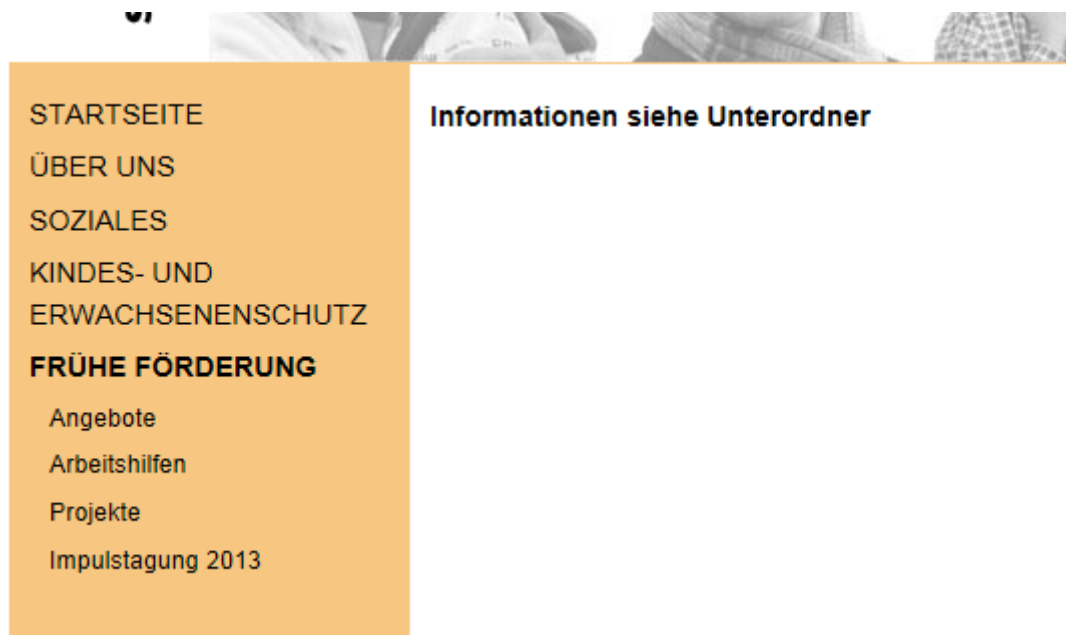 STARTSEITE
ÜBER UNS
SOZIALES
KINDES- UND
ERWACHSENENSCHUTZ
FRÜHE FÖRDERUNG
Angebote
Arbeitshilfen
Projekte
Impulstagung 2013
Informationen siehe Unterordner